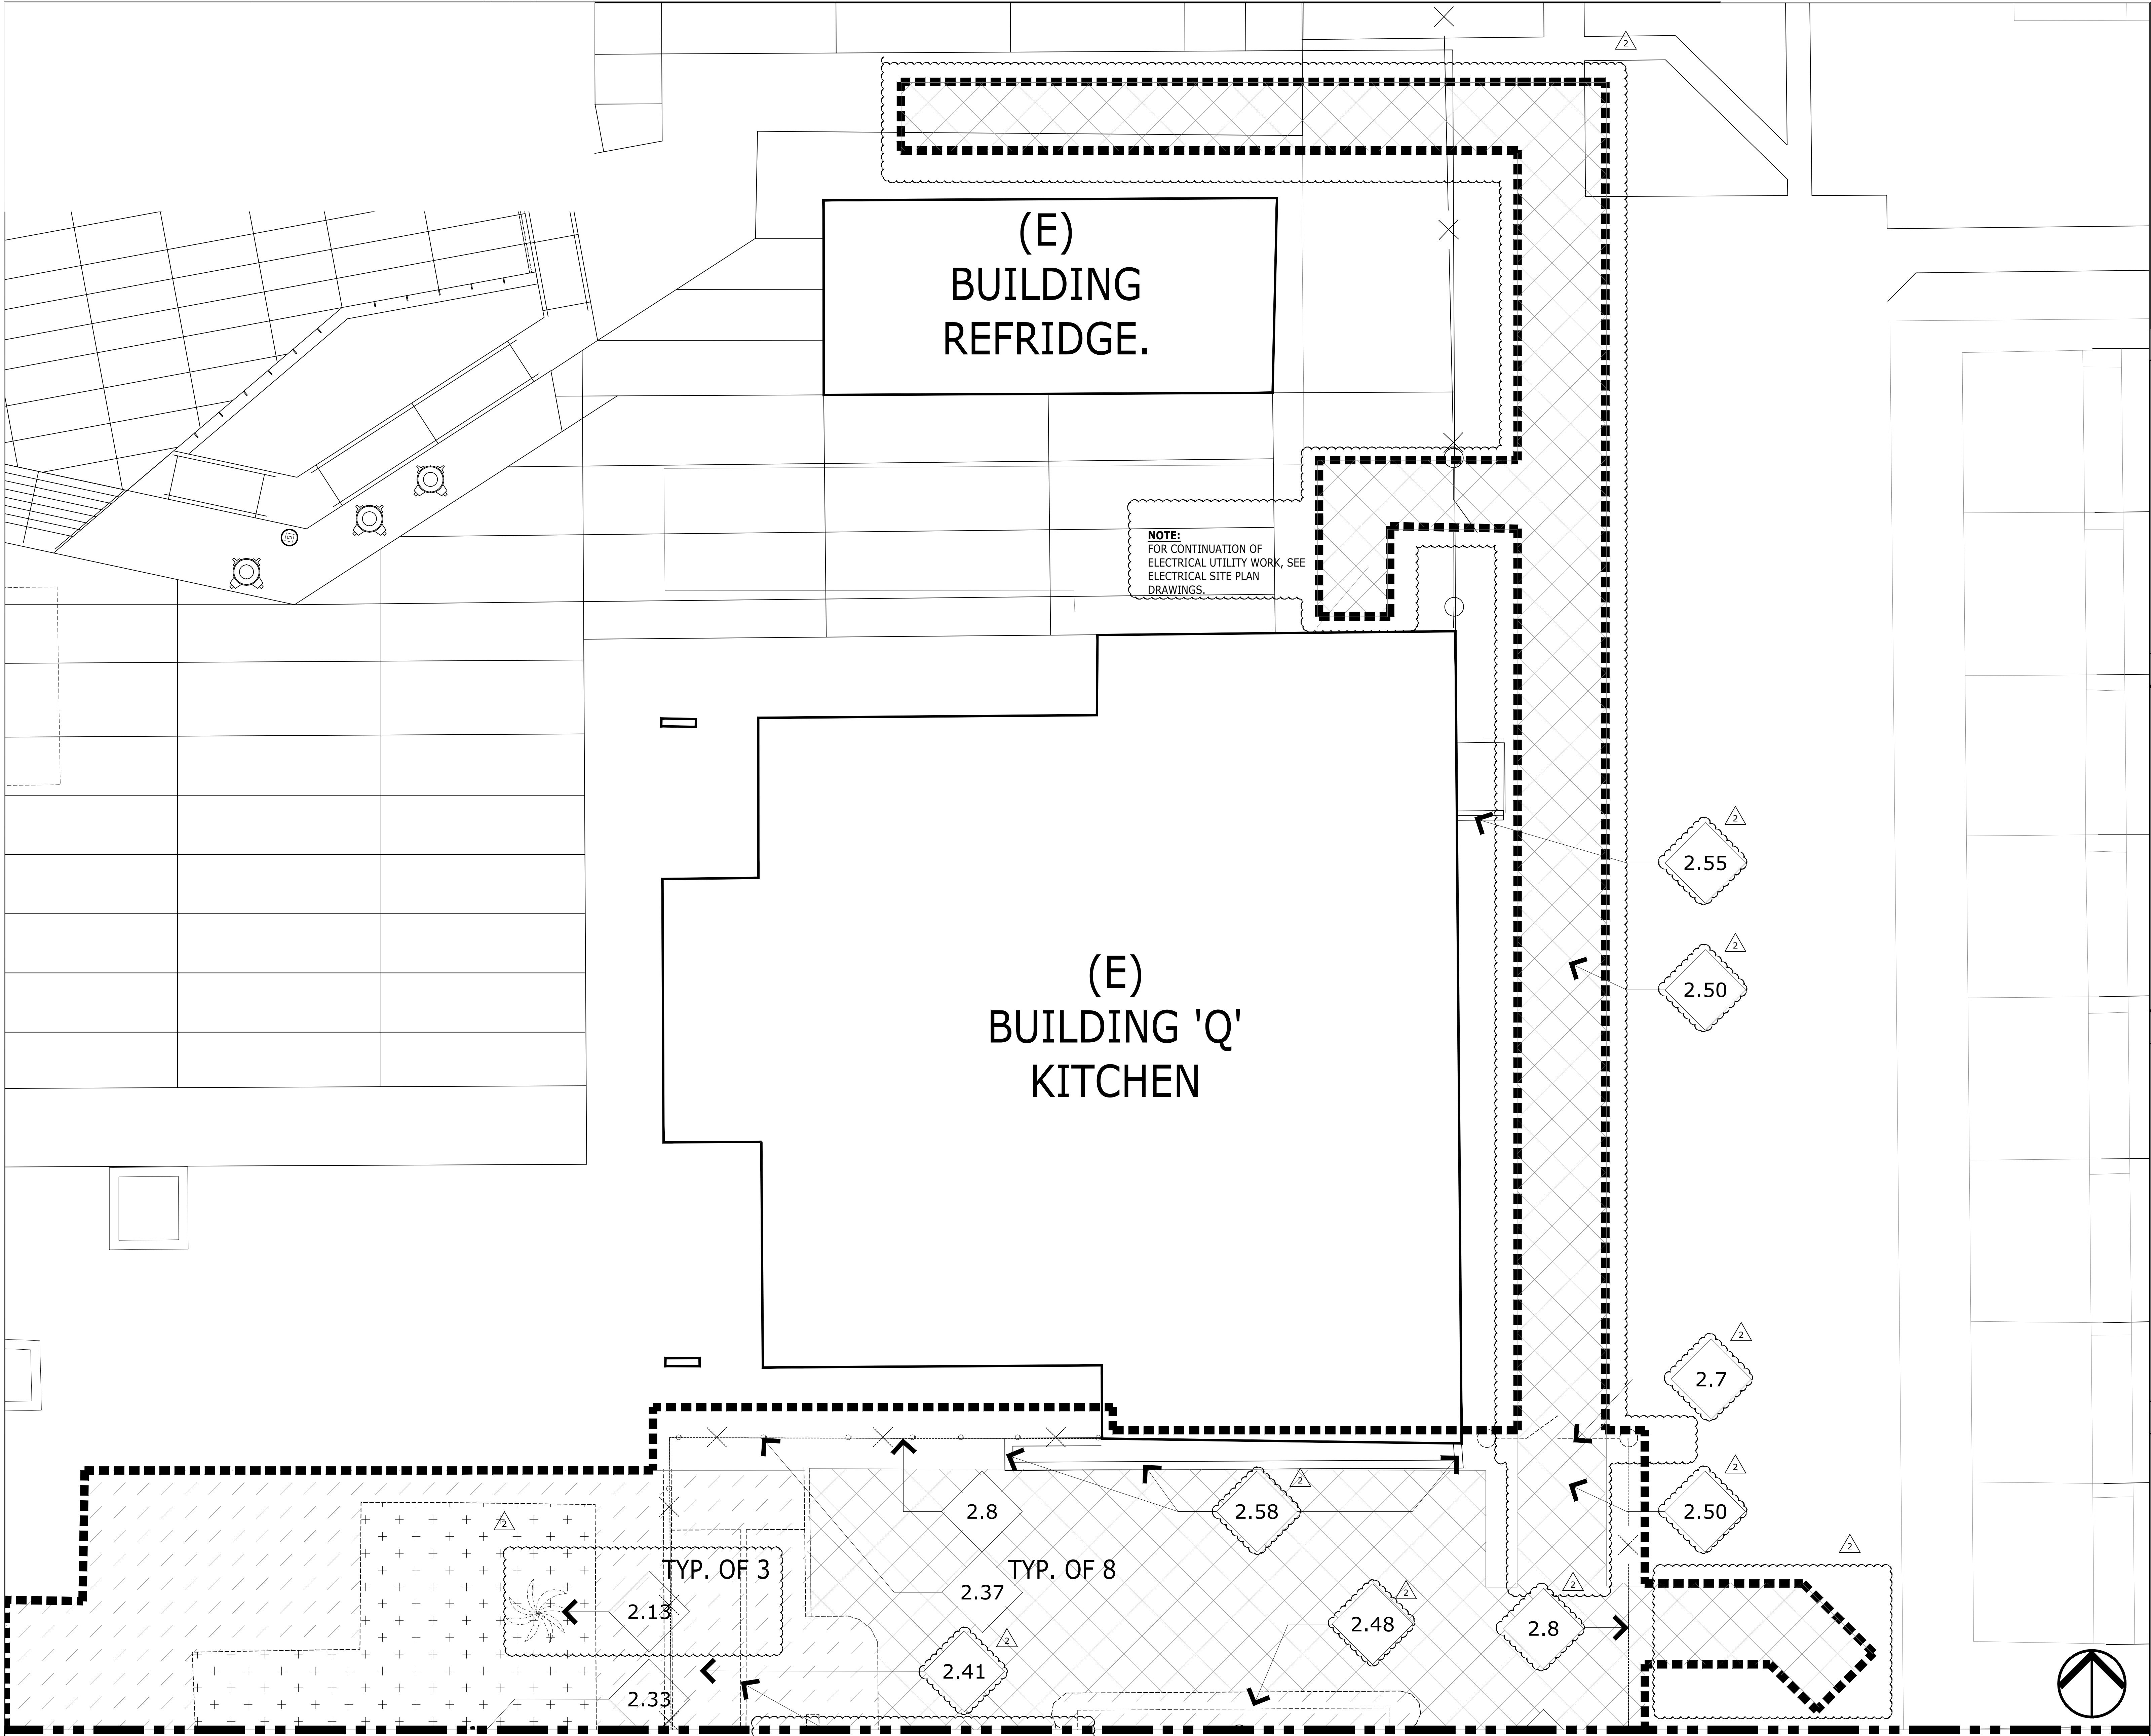 2
(E)
BUILDING
REFRIDGE.
NOTE:
FOR CONTINUATION OF
ELECTRICAL UTILITY WORK, SEE
ELECTRICAL SITE PLAN
DRAWINGS.
2
2.55
2
2.50
(E)
BUILDING 'Q'
KITCHEN
2
2.7
2
2.50
2
2.58
2.8
2
TYP. OF 3
TYP. OF 8
2
2.13
2.37
2
2.48
2
2.8
2
2.41
2.33